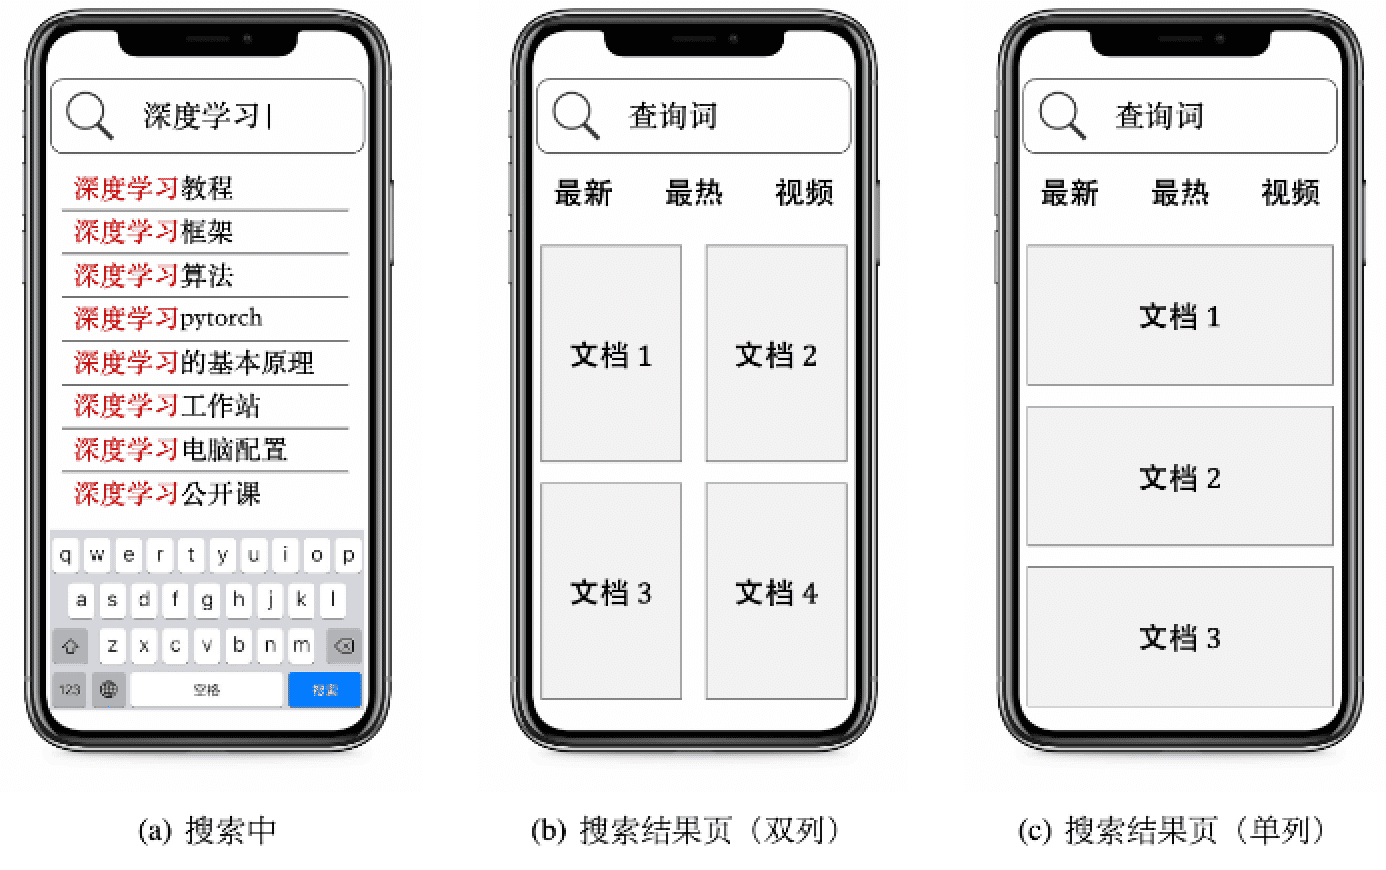 深度学习
深度学习教程
深度学习框架
深度学习算法
深度学习pytorch
深度学习的基本原理
深度学习工作站
深度学习电脑配置
深度学习公开课
q w e r t y u i o p
a s d f g h j k l
z x c v b n m
123 空格 搜索
(a) 搜索中
查询词
最新 最热 视频
文档 1 文档 2
文档 3 文档 4
(b) 搜索结果页（双列）
查询词
最新 最热 视频
文档 1
文档 2
文档 3
(c) 搜索结果页（单列）